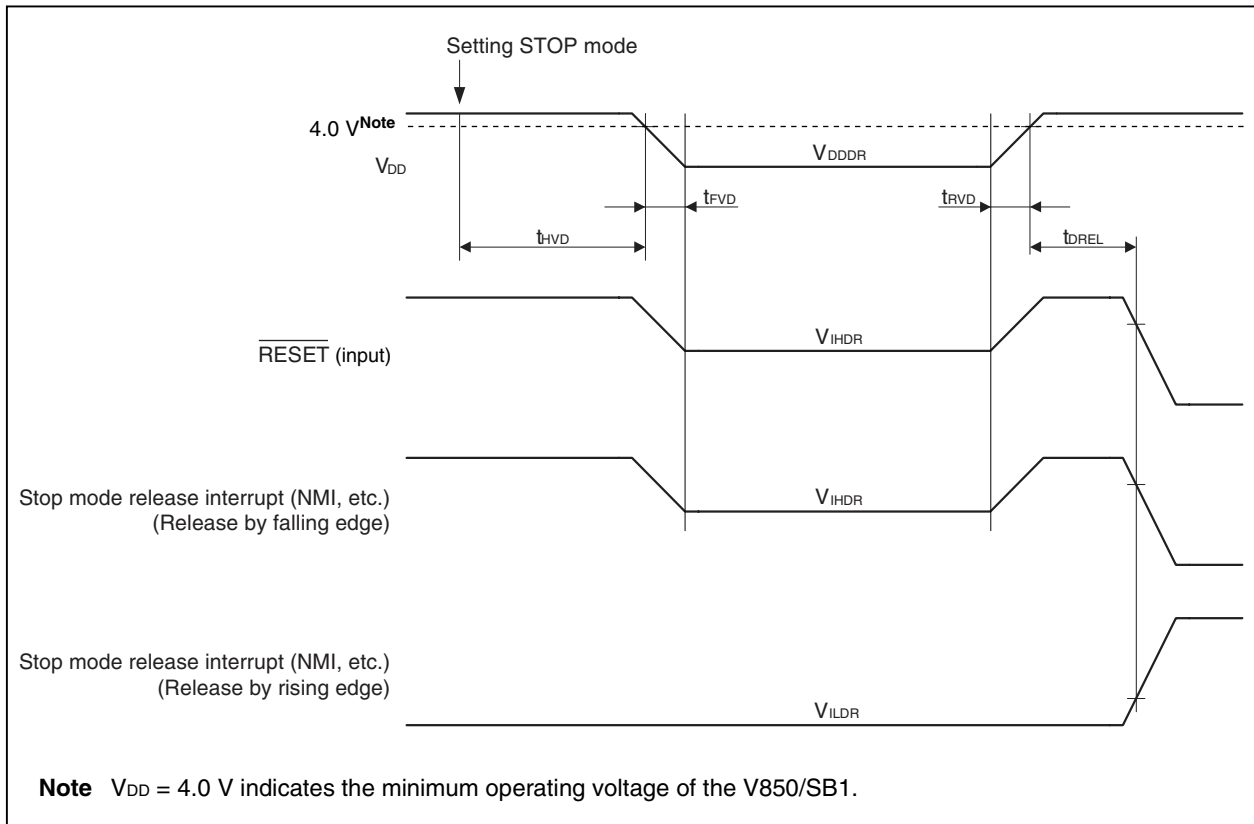 Setting STOP mode
4.0 VNote
VDD
VDDDR
tFVD
tRVD
tHVD
tDREL
RESET (input)
VIHDR
Stop mode release interrupt (NMI, etc.)
(Release by falling edge)
VIHDR
Stop mode release interrupt (NMI, etc.)
(Release by rising edge)
VILDR
Note VDD = 4.0 V indicates the minimum operating voltage of the V850/SB1.